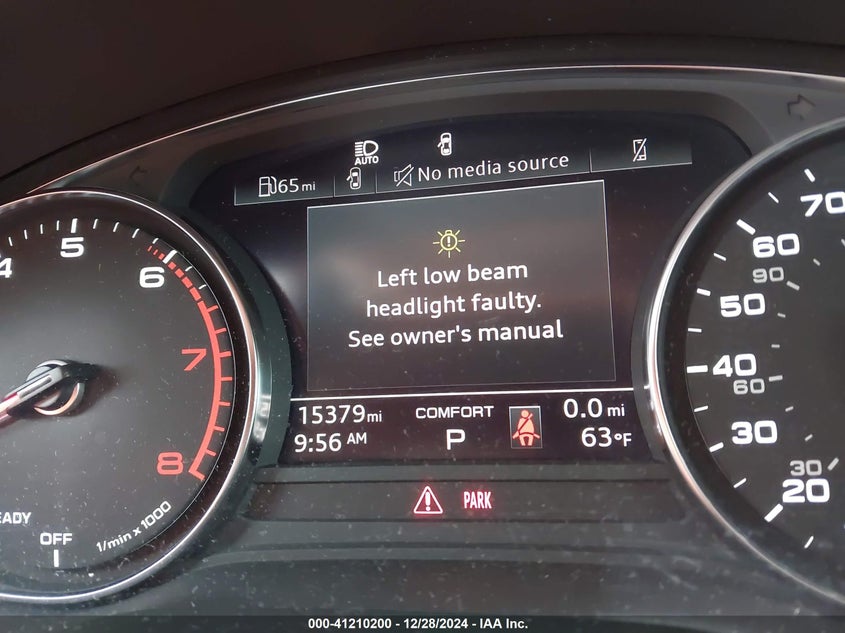 AUTO
65 mi
No media source
Left low beam
headlight faulty.
See owner's manual
15379 mi
COMFORT
0.0 mi
9:56 AM
P
63°F
PARK
4
5
6
7
8
1/min x 1000
EADY
OFF
70
60
90
50
40
60
30
30
20
000-41210200 - 12/28/2024 - IAA Inc.